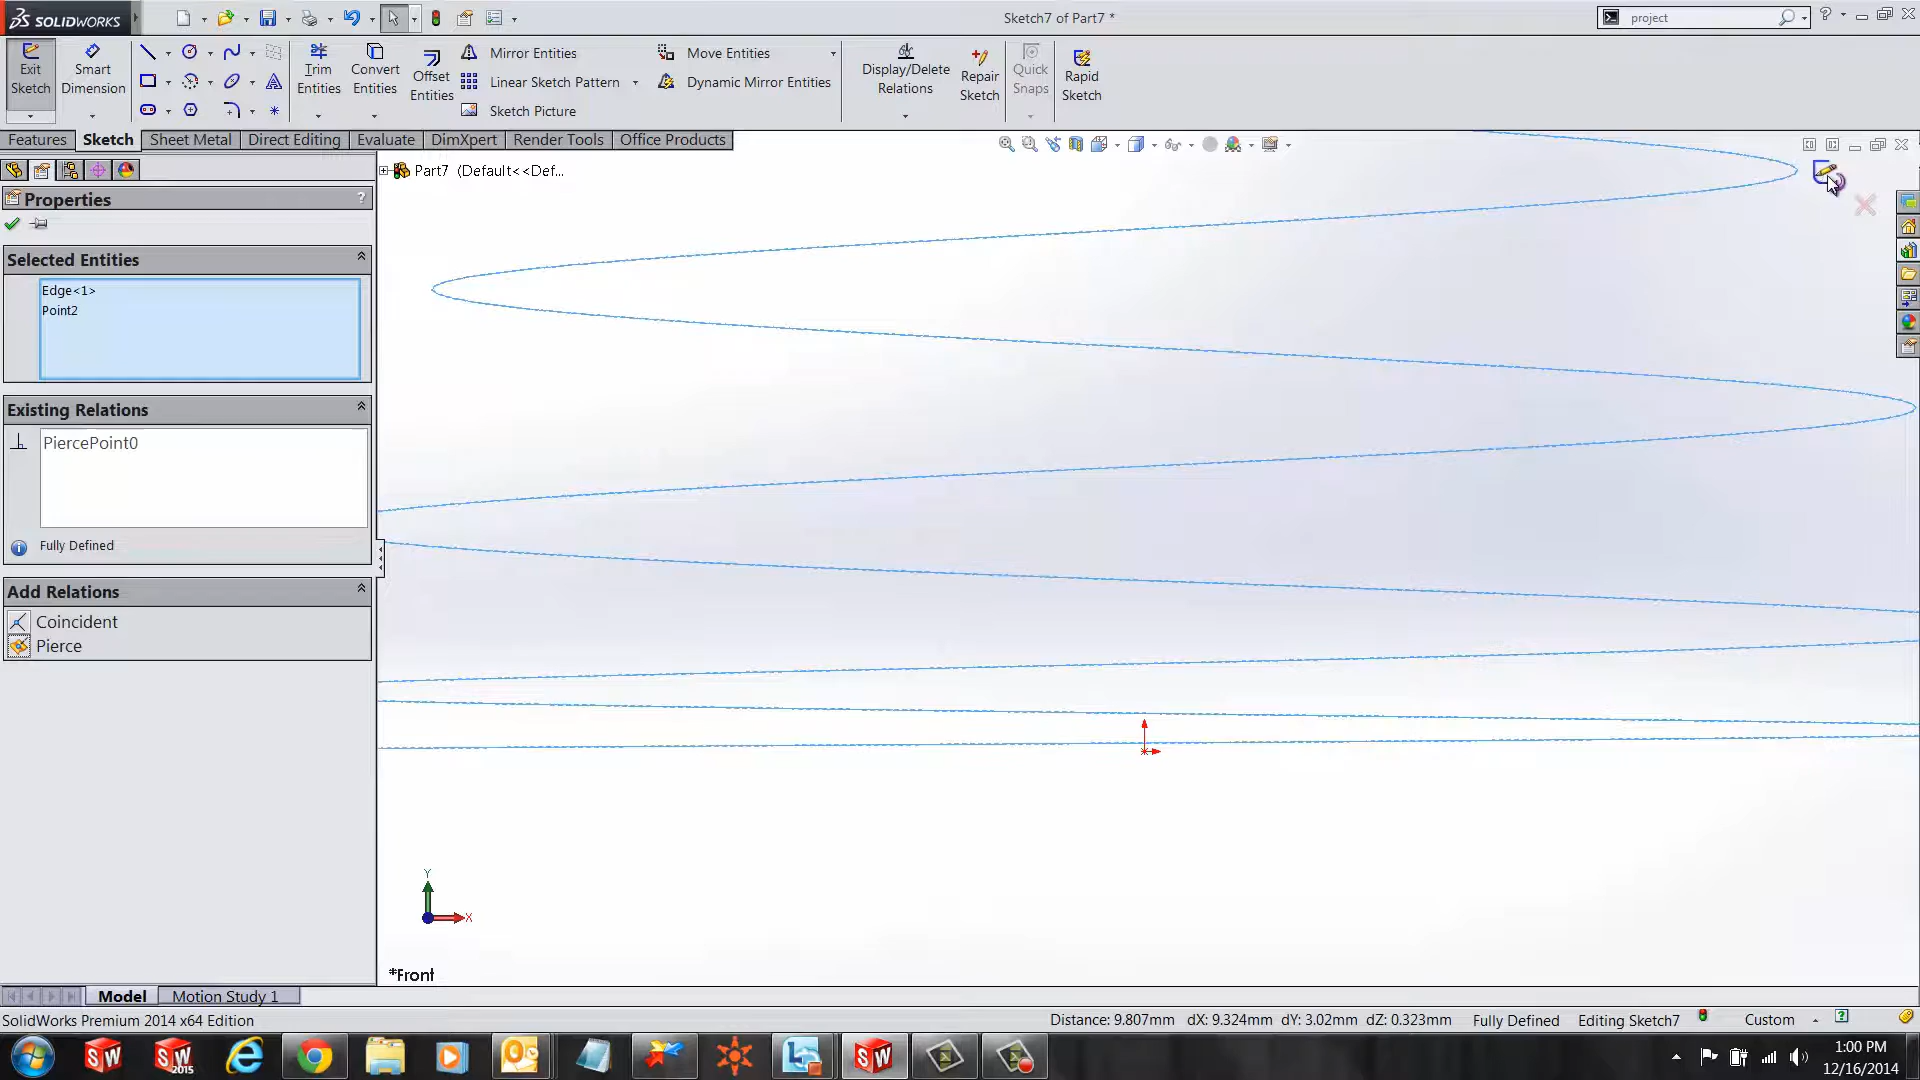 SOLIDWORKS
Sketch7 of Part7 *
project
Exit Sketch
Smart Dimension
Trim Entities
Convert Entities
Offset Entities
Mirror Entities
Linear Sketch Pattern
Sketch Picture
Move Entities
Dynamic Mirror Entities
Display/Delete Relations
Repair Sketch
Quick Snaps
Rapid Sketch
Features
Sketch
Sheet Metal
Direct Editing
Evaluate
DimXpert
Render Tools
Office Products
Part7 (Default<<Def...
Properties
?
Selected Entities
Edge<1>
Point2
Existing Relations
PiercePoint0
Fully Defined
Add Relations
Coincident
Pierce
Y
X
*Front
Model
Motion Study 1
SolidWorks Premium 2014 x64 Edition
Distance: 9.807mm dX: 9.324mm dY: 3.02mm dZ: 0.323mm
Fully Defined
Editing Sketch7
Custom
SW
SW 2015
SW
1:00 PM
12/16/2014